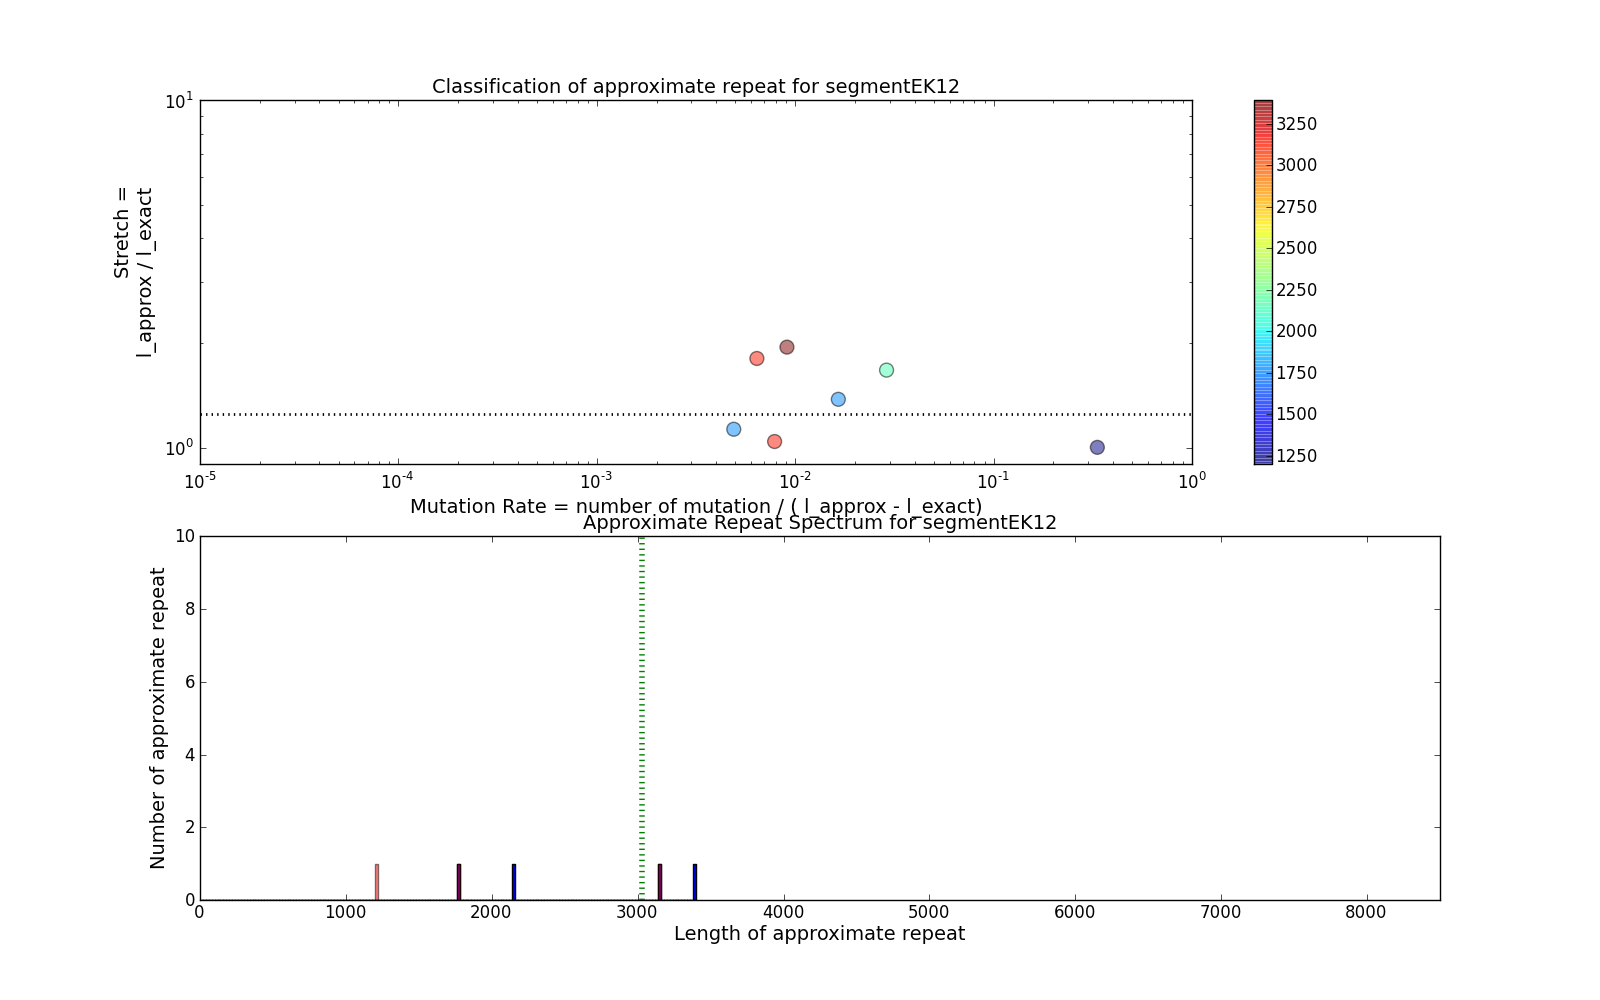 Classification of approximate repeat for segmentEK12
10^1
10^0
Stretch =
l_approx / l_exact
10^-5 10^-4 10^-3 10^-2 10^-1 10^0
Mutation Rate = number of mutation / ( l_approx - l_exact)
3250
3000
2750
2500
2250
2000
1750
1500
1250
Approximate Repeat Spectrum for segmentEK12
10
8
6
4
2
0
Number of approximate repeat
0 1000 2000 3000 4000 5000 6000 7000 8000
Length of approximate repeat